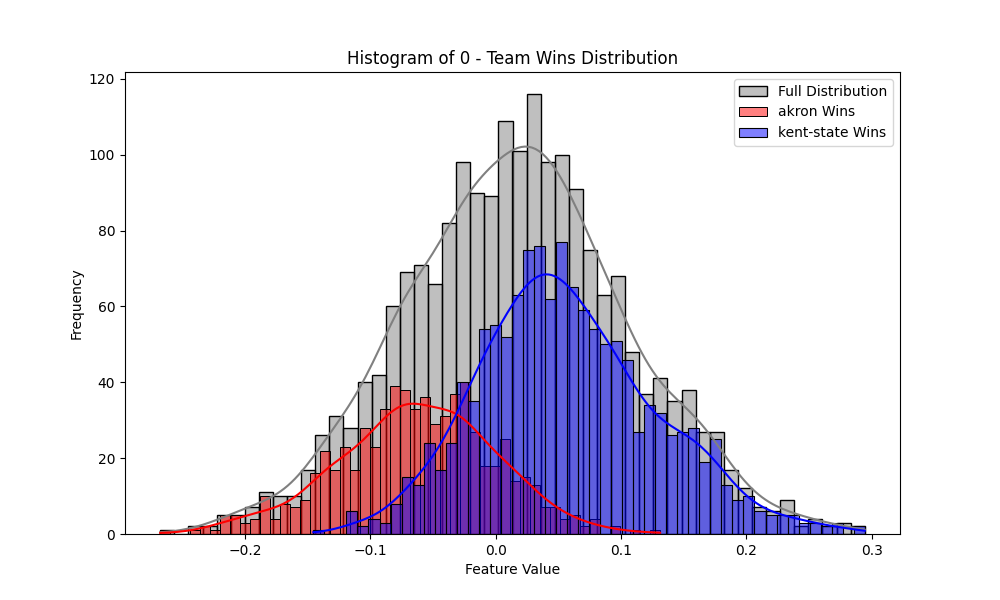 Histogram of 0 - Team Wins Distribution
Full Distribution
akron Wins
kent-state Wins
Frequency
120
100
80
60
40
20
0
−0.2 −0.1 0.0 0.1 0.2 0.3
Feature Value